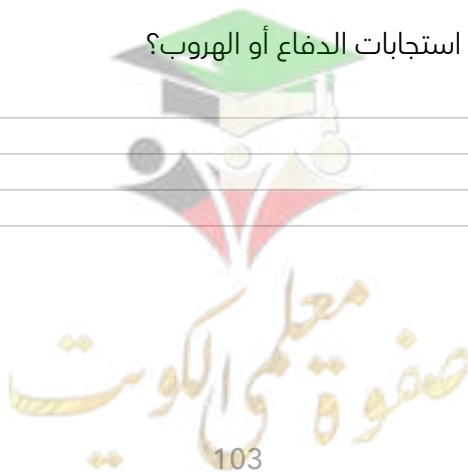 استجابات الدفاع أو الهروب؟
صفوة معلمي الكويت
103